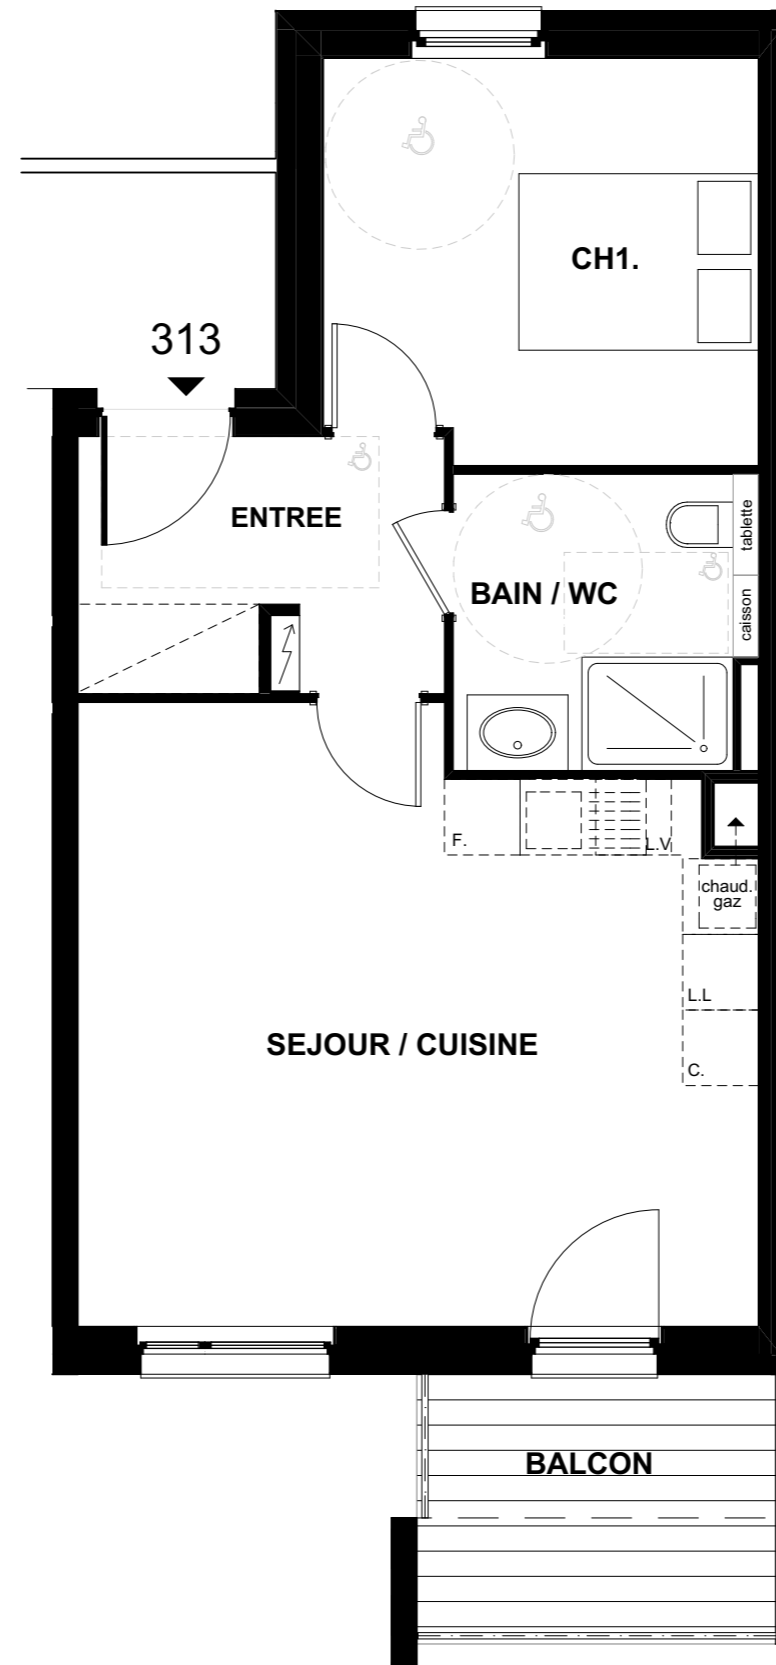 CH1.
313
ENTREE
tablette
BAIN / WC
caisson
F.
L.V
chaud.
gaz
L.L
SEJOUR / CUISINE
C.
BALCON